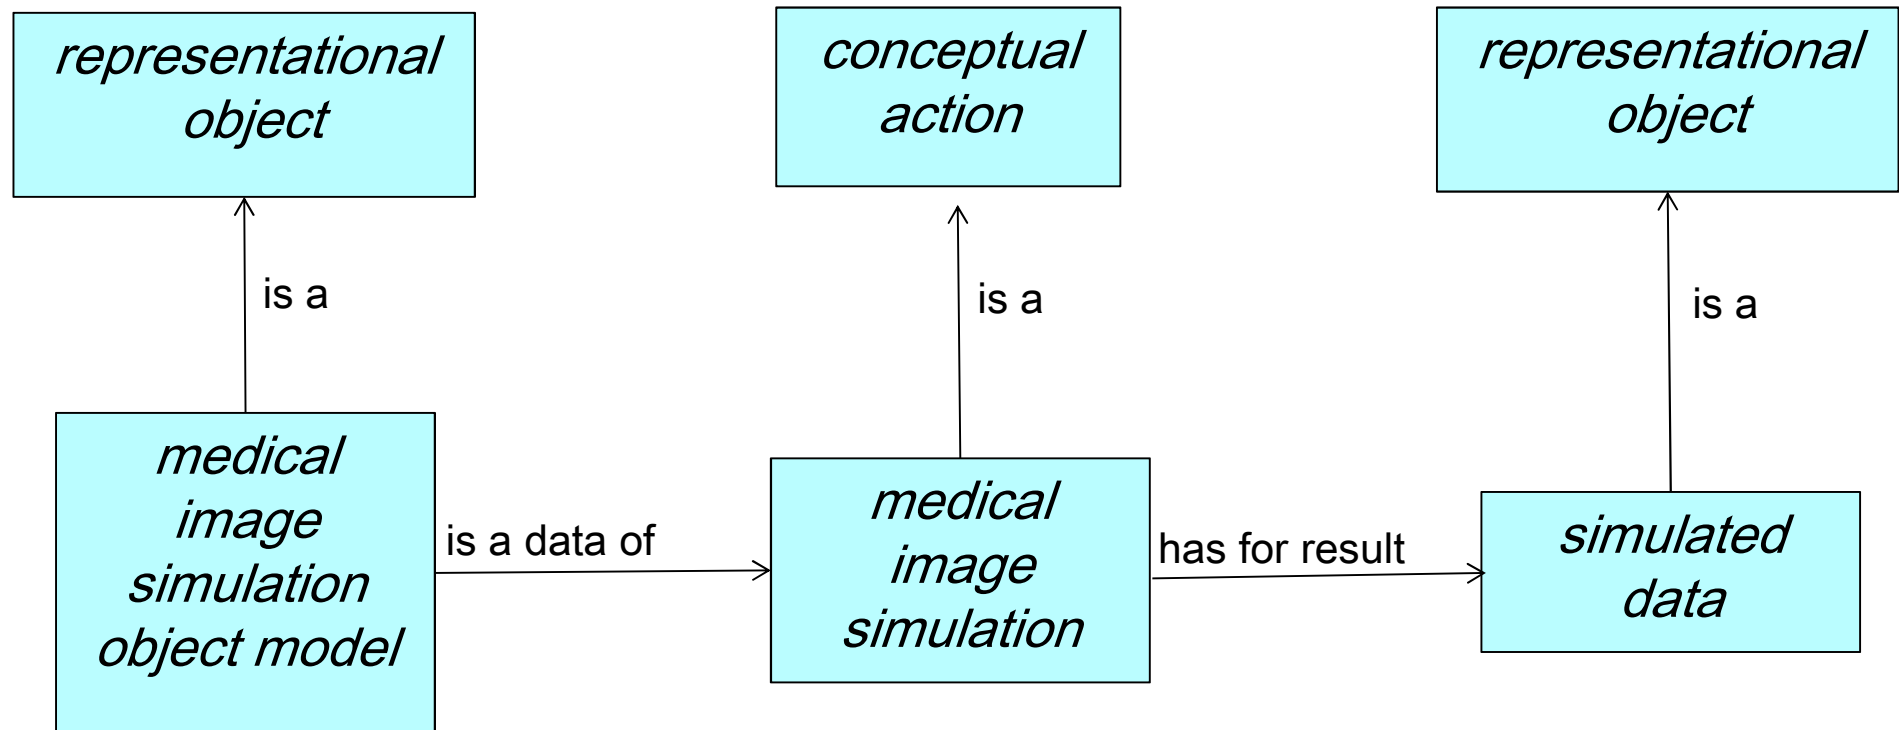 representational
object
conceptual
action
representational
object
is a
is a
is a
medical
image
simulation
object model
is a data of
medical
image
simulation
has for result
simulated
data